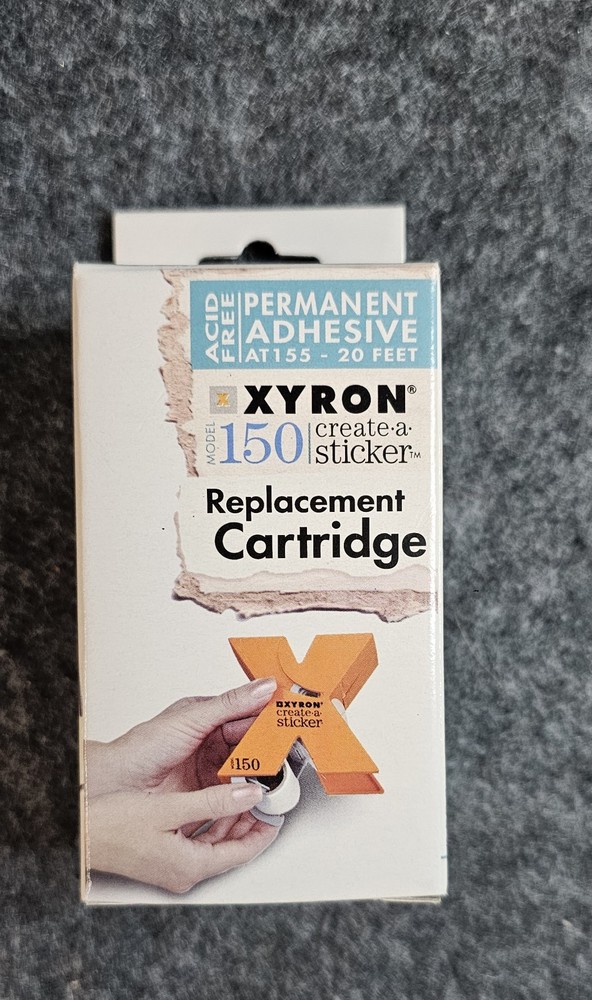 ACID FREE
PERMANENT
ADHESIVE
AT155 - 20 FEET
X XYRON®
MODEL 150
create·a·
sticker™
Replacement
Cartridge
XYRON®
create·a·
sticker
150